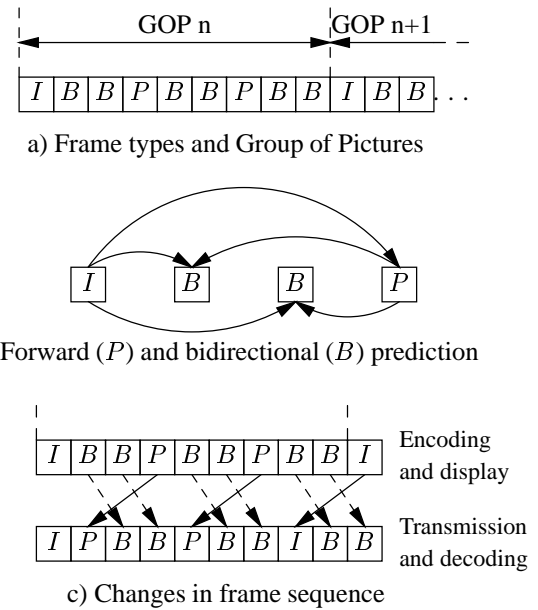 GOP n GOP n+1
I B B P B B P B B I B B . . .
a) Frame types and Group of Pictures
I B B P
Forward (P) and bidirectional (B) prediction
I B B P B B P B B I
Encoding
and display
I P B B P B B I B B
Transmission
and decoding
c) Changes in frame sequence